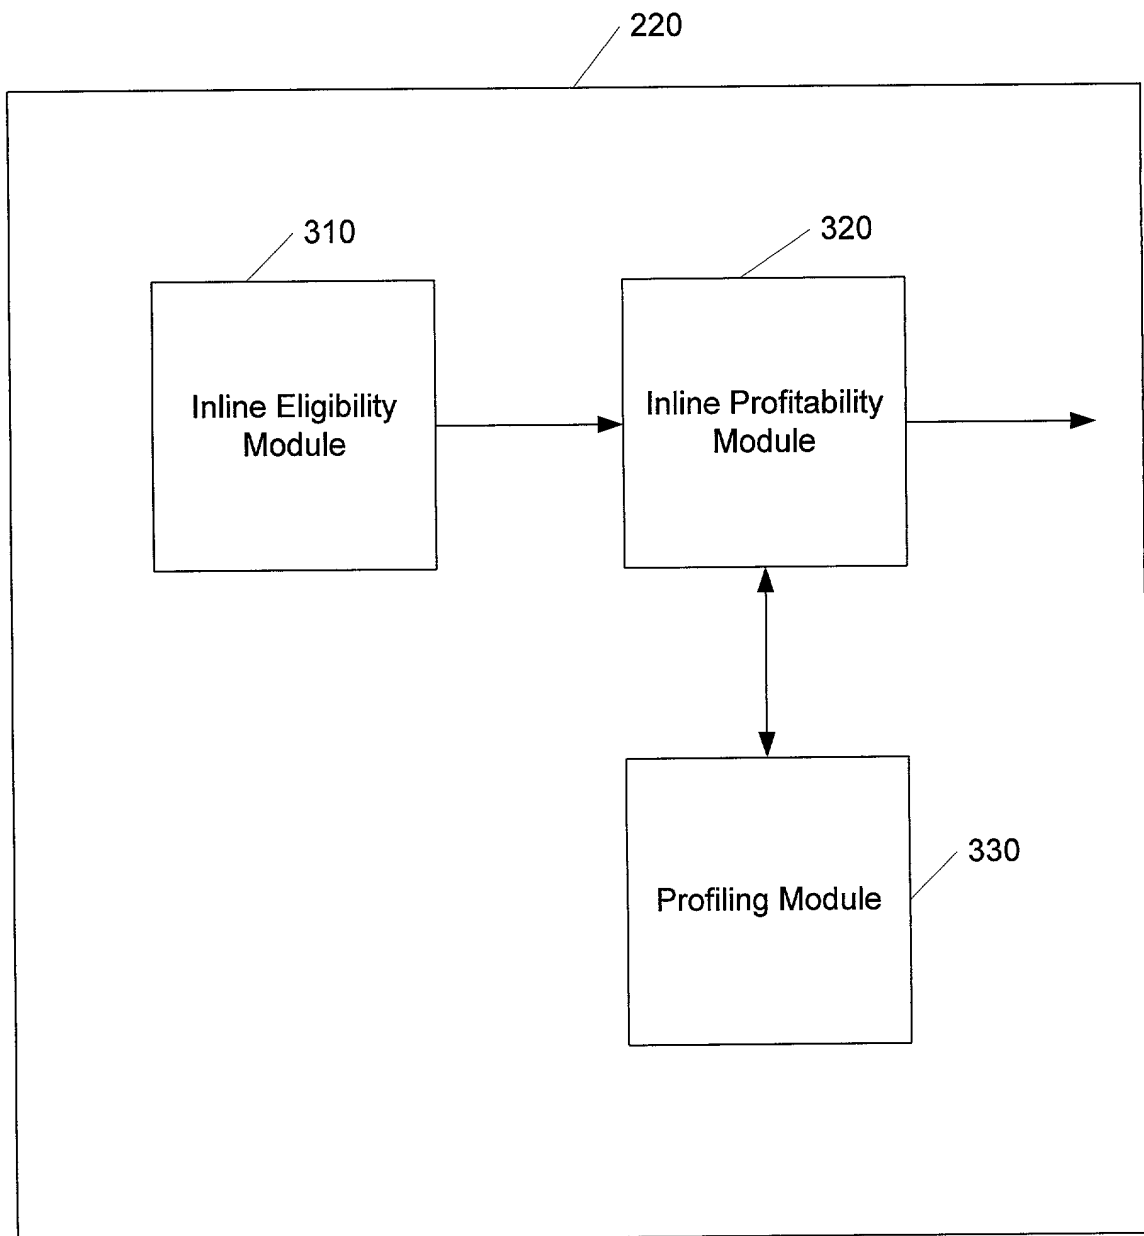 220
310
320
Inline Eligibility
Module
Inline Profitability
Module
330
Profiling Module